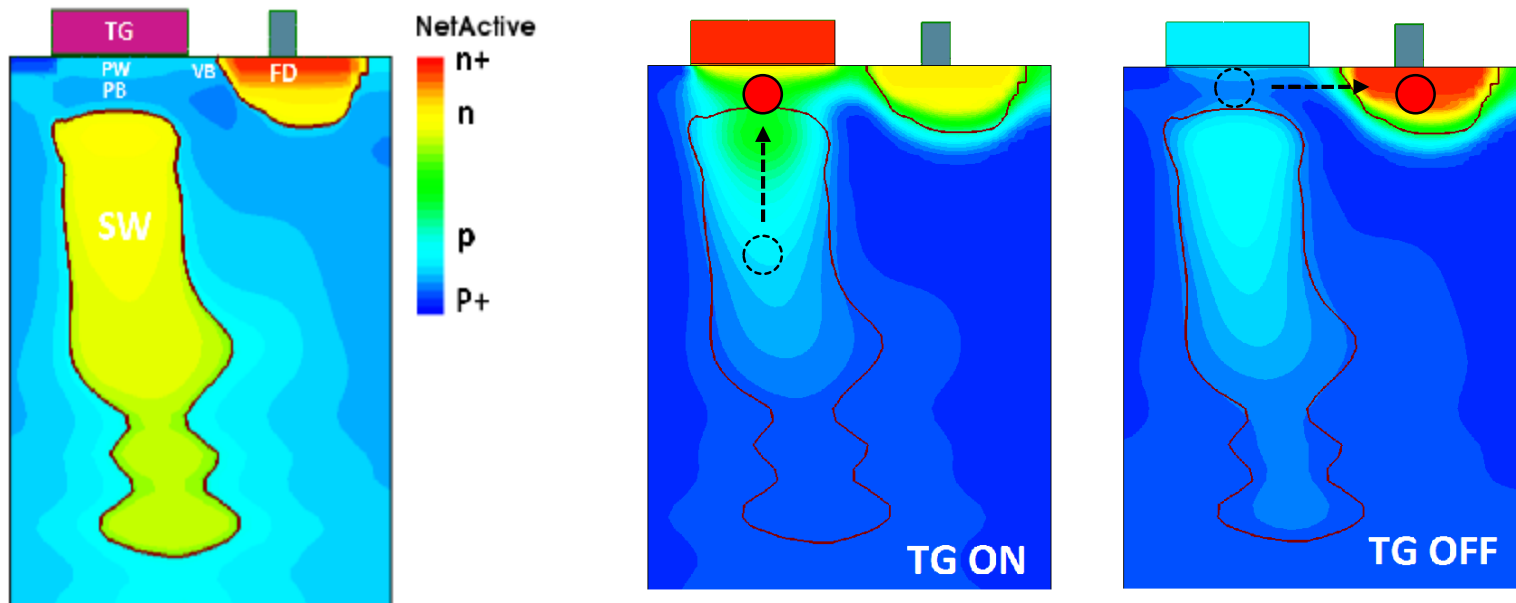 TG
NetActive
n+
PW
VB
FD
PB
n
SW
p
P+
TG ON
TG OFF